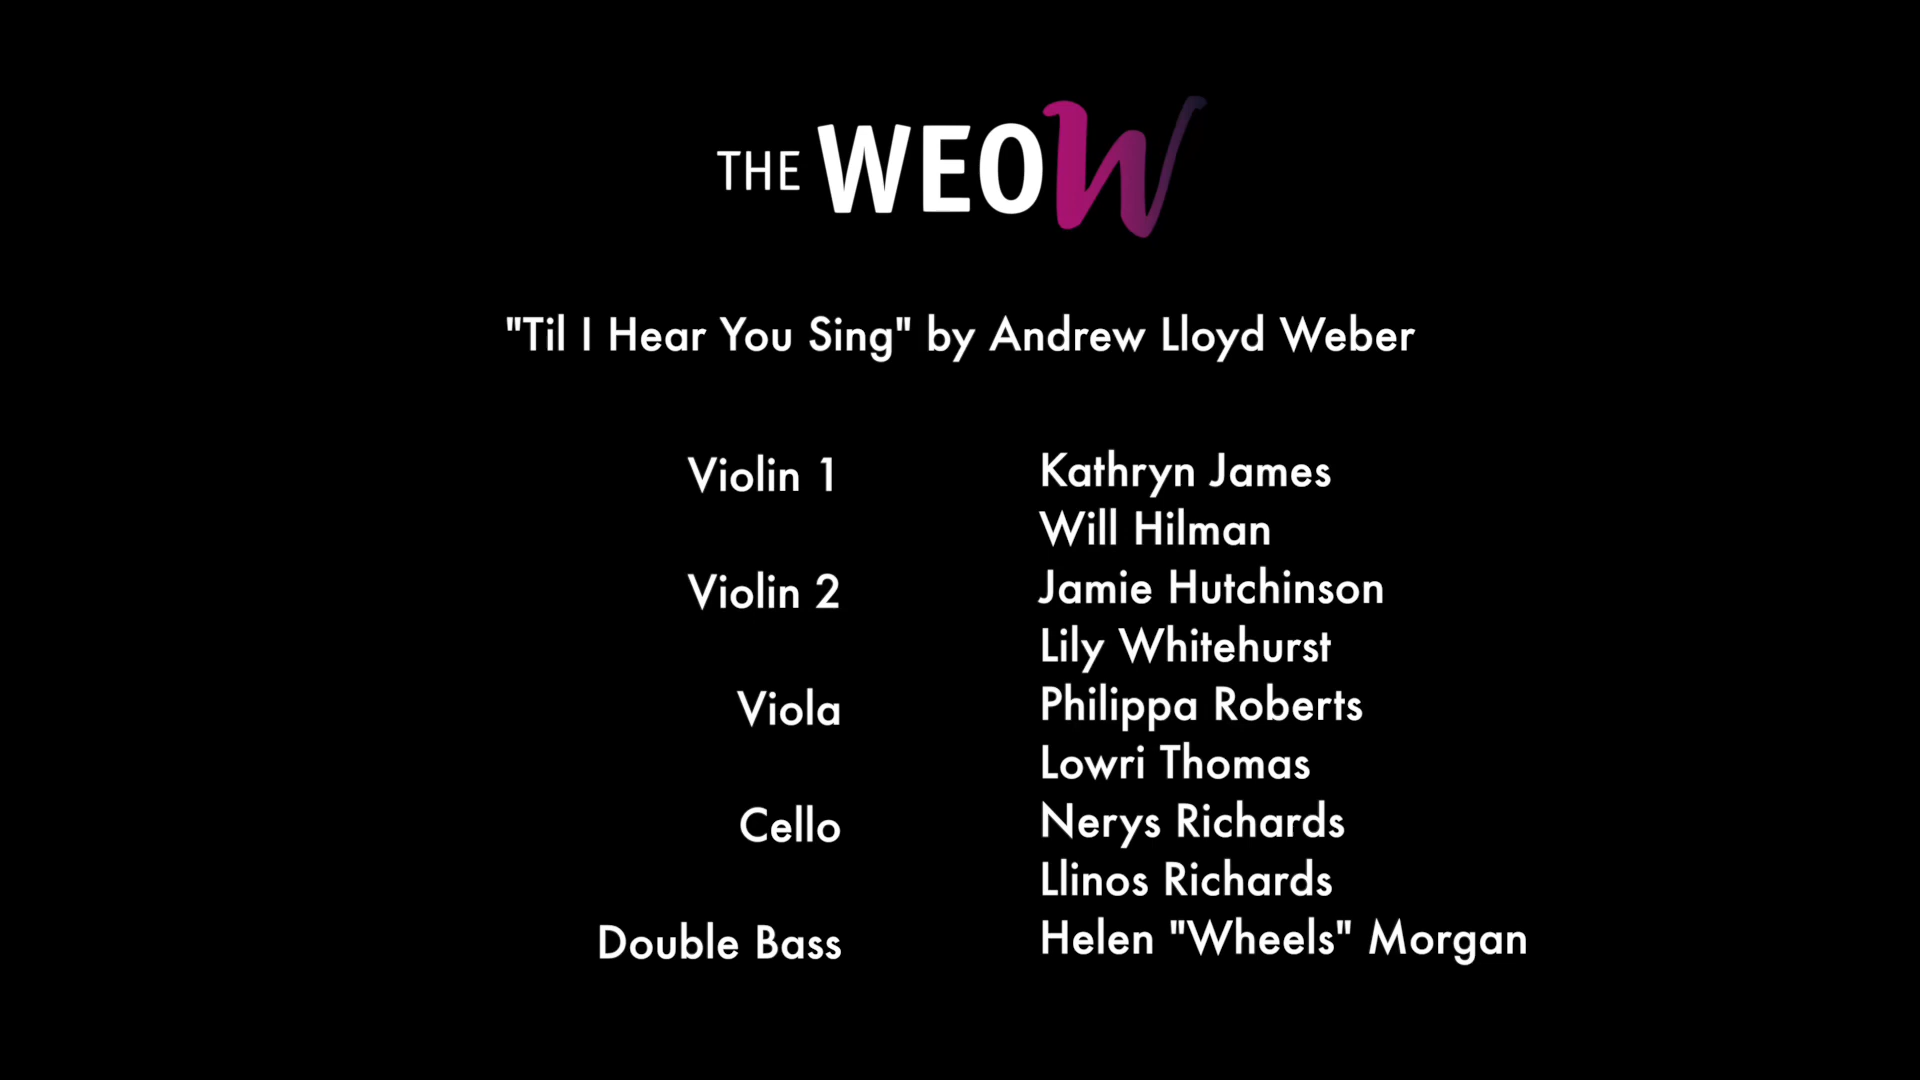 THE WEOW
"Til I Hear You Sing" by Andrew Lloyd Weber
Violin 1 Kathryn James
Will Hilman
Violin 2 Jamie Hutchinson
Lily Whitehurst
Viola Philippa Roberts
Lowri Thomas
Cello Nerys Richards
Llinos Richards
Double Bass Helen "Wheels" Morgan